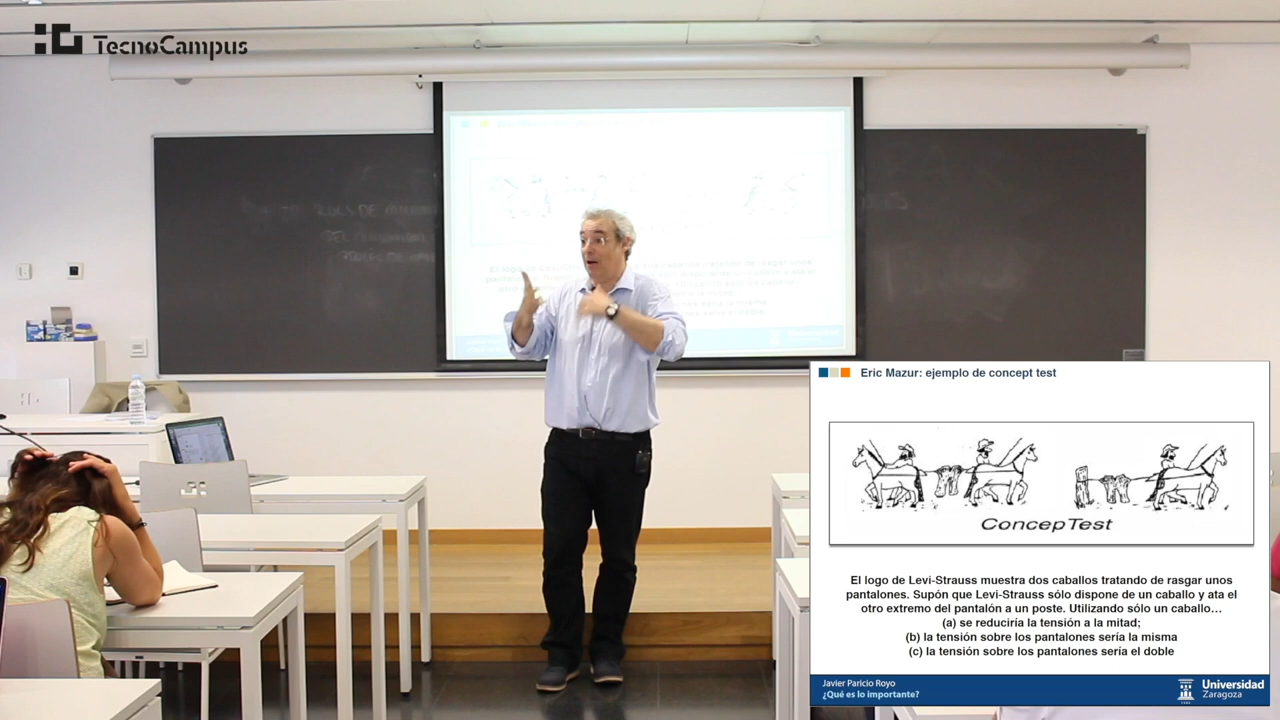 TecnoCampus
Eric Mazur: ejemplo de concept test
ConcepTest
El logo de Levi-Strauss muestra dos caballos tratando de rasgar unos
pantalones. Supón que Levi-Strauss sólo dispone de un caballo y ata el
otro extremo del pantalón a un poste. Utilizando sólo un caballo...
(a) se reduciría la tensión a la mitad;
(b) la tensión sobre los pantalones sería la misma
(c) la tensión sobre los pantalones sería el doble
Javier Paricio Royo
¿Qué es lo importante?
Universidad
Zaragoza